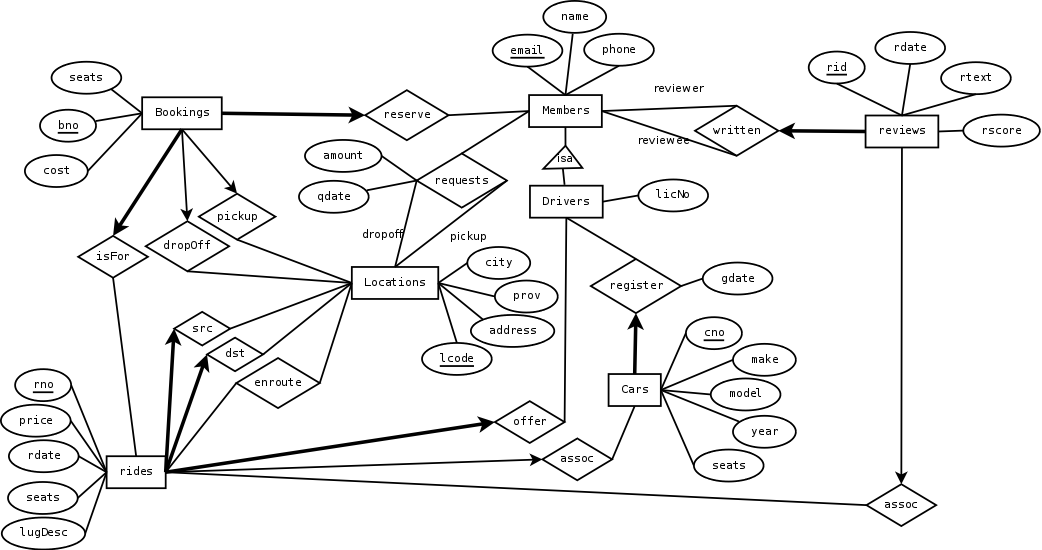 name
email
phone
rdate
rid
rtext
seats
reviewer
Bookings
reserve
Members
bno
written
reviews
rscore
reviewee
amount
isa
cost
requests
qdate
Drivers
licNo
pickup
dropoff
pickup
dropOff
isFor
city
gdate
Locations
register
prov
src
address
cno
dst
lcode
make
enroute
rno
Cars
model
price
offer
year
rdate
assoc
seats
rides
seats
assoc
lugDesc